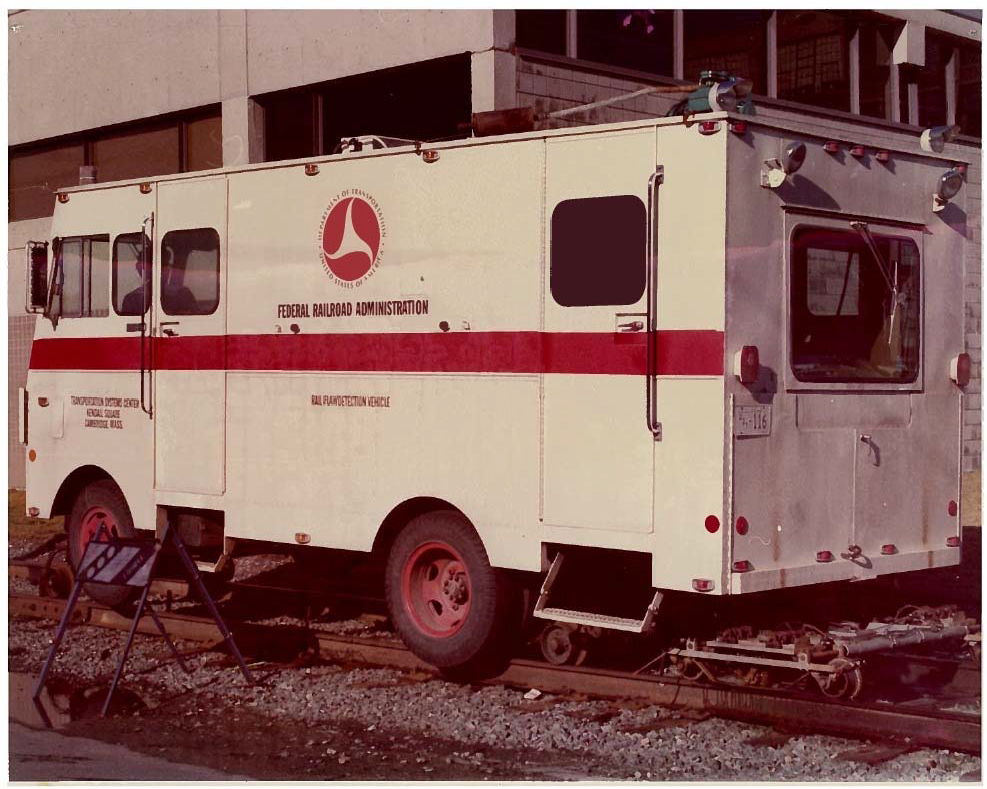 DEPARTMENT OF TRANSPORTATION
UNITED STATES OF AMERICA
FEDERAL RAILROAD ADMINISTRATION
TRANSPORTATION SYSTEMS CENTER
KENDALL SQUARE
CAMBRIDGE, MASS.
RAIL FLAW DETECTION VEHICLE
116